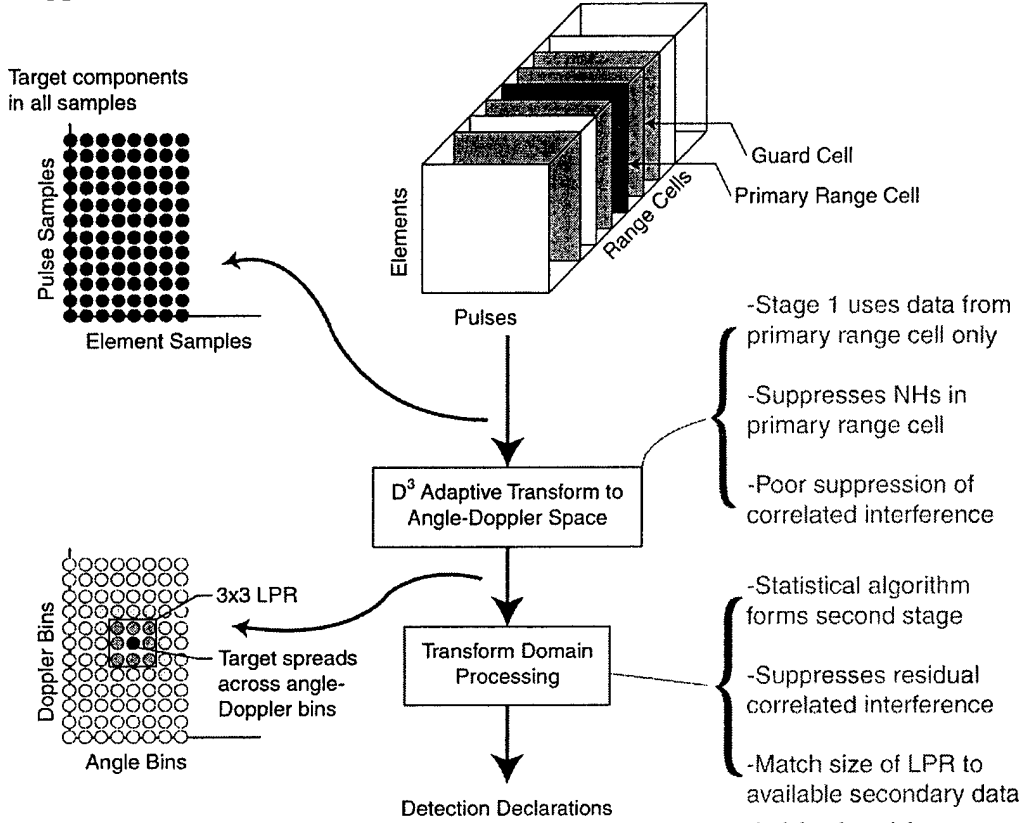 Target components
in all samples
Pulse Samples
Element Samples
Elements
Pulses
Range Cells
Guard Cell
Primary Range Cell
-Stage 1 uses data from
primary range cell only
-Suppresses NHs in
primary range cell
-Poor suppression of
correlated interference
D³ Adaptive Transform to
Angle-Doppler Space
Doppler Bins
Angle Bins
3x3 LPR
Target spreads
across angle-
Doppler bins
Transform Domain
Processing
-Statistical algorithm
forms second stage
-Suppresses residual
correlated interference
-Match size of LPR to
available secondary data
Detection Declarations